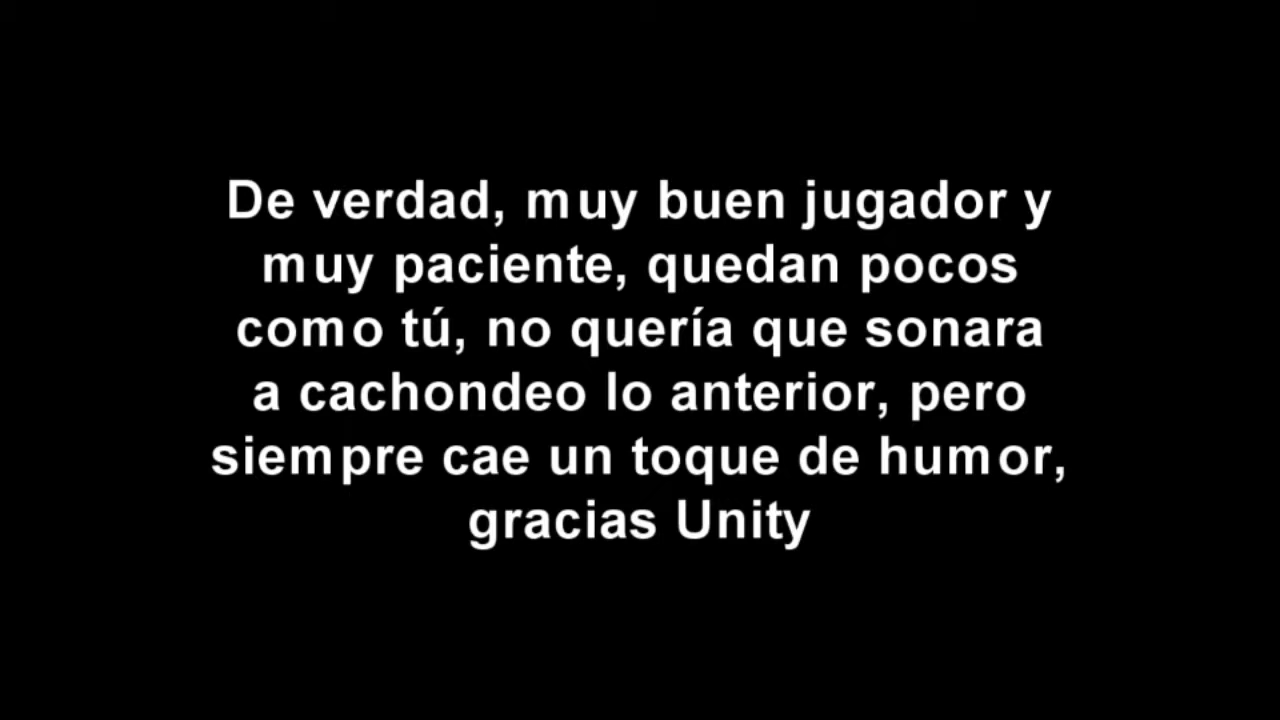 De verdad, muy buen jugador y
muy paciente, quedan pocos
como tú, no quería que sonara
a cachondeo lo anterior, pero
siempre cae un toque de humor,
gracias Unity